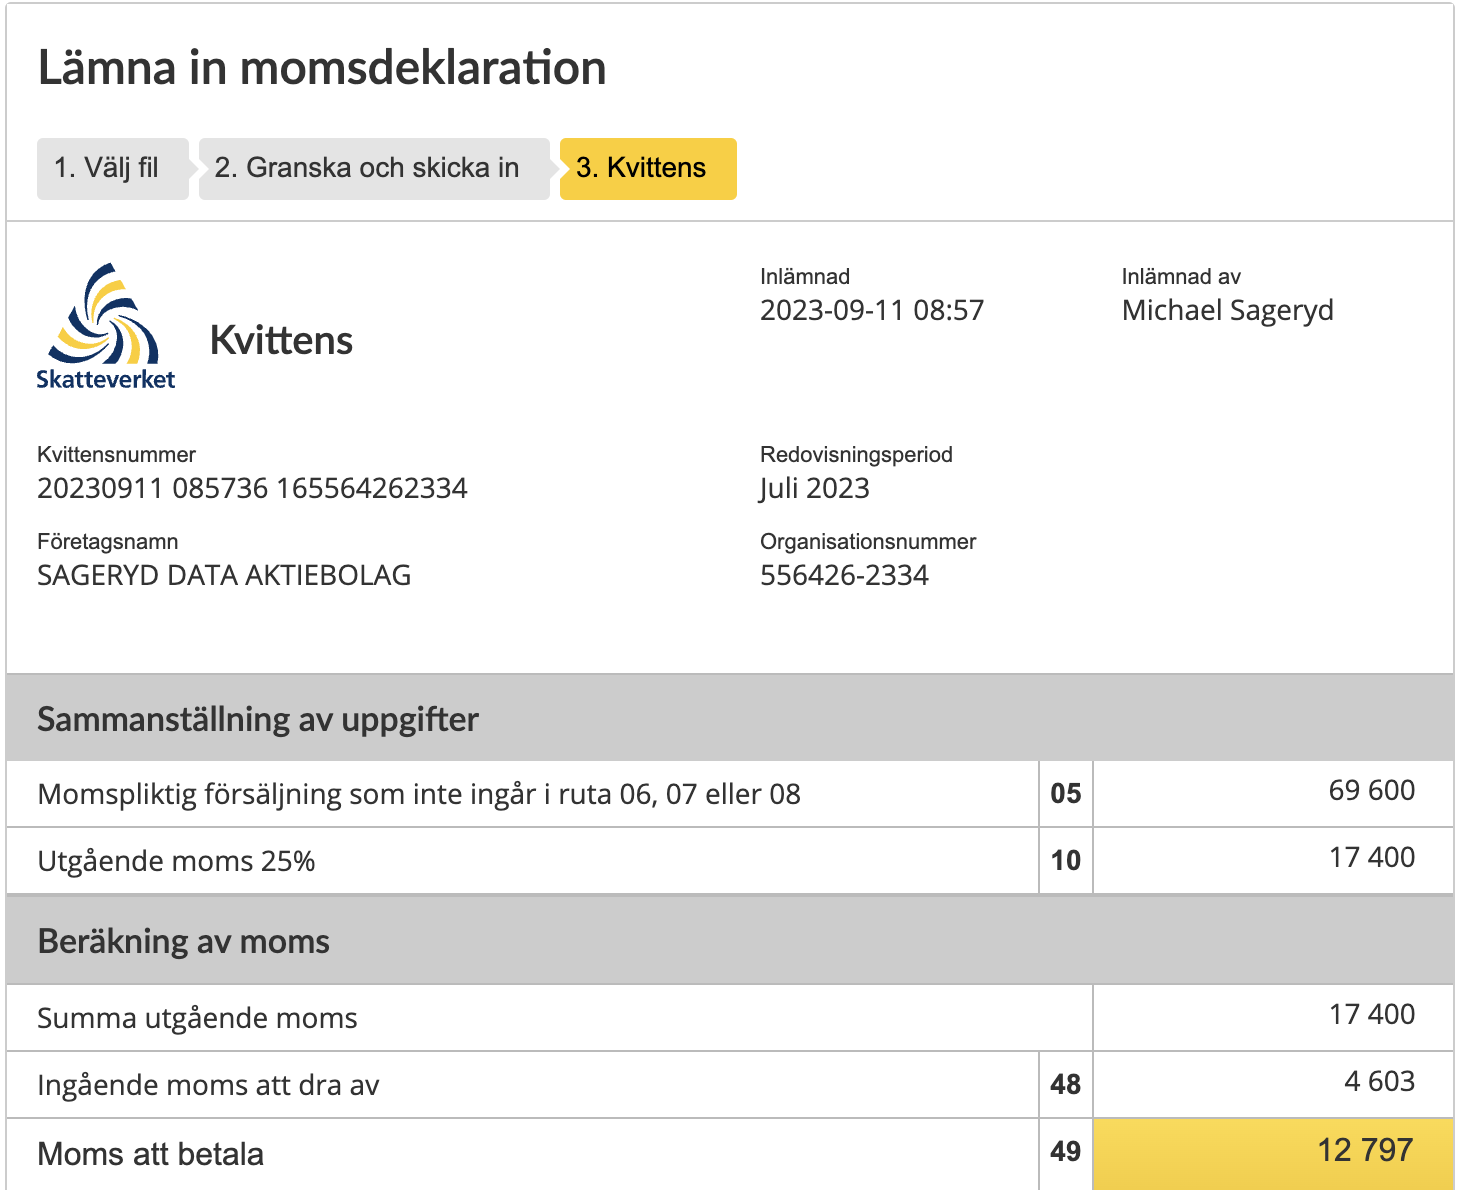 Lämna in momsdeklaration
1. Välj fil
2. Granska och skicka in
3. Kvittens
Skatteverket
Kvittens
Inlämnad
2023-09-11 08:57
Inlämnad av
Michael Sageryd
Kvittensnummer
20230911 085736 165564262334
Redovisningsperiod
Juli 2023
Företagsnamn
SAGERYD DATA AKTIEBOLAG
Organisationsnummer
556426-2334
Sammanställning av uppgifter
Momspliktig försäljning som inte ingår i ruta 06, 07 eller 08 05 69 600
Utgående moms 25% 10 17 400
Beräkning av moms
Summa utgående moms 17 400
Ingående moms att dra av 48 4 603
Moms att betala 49 12 797